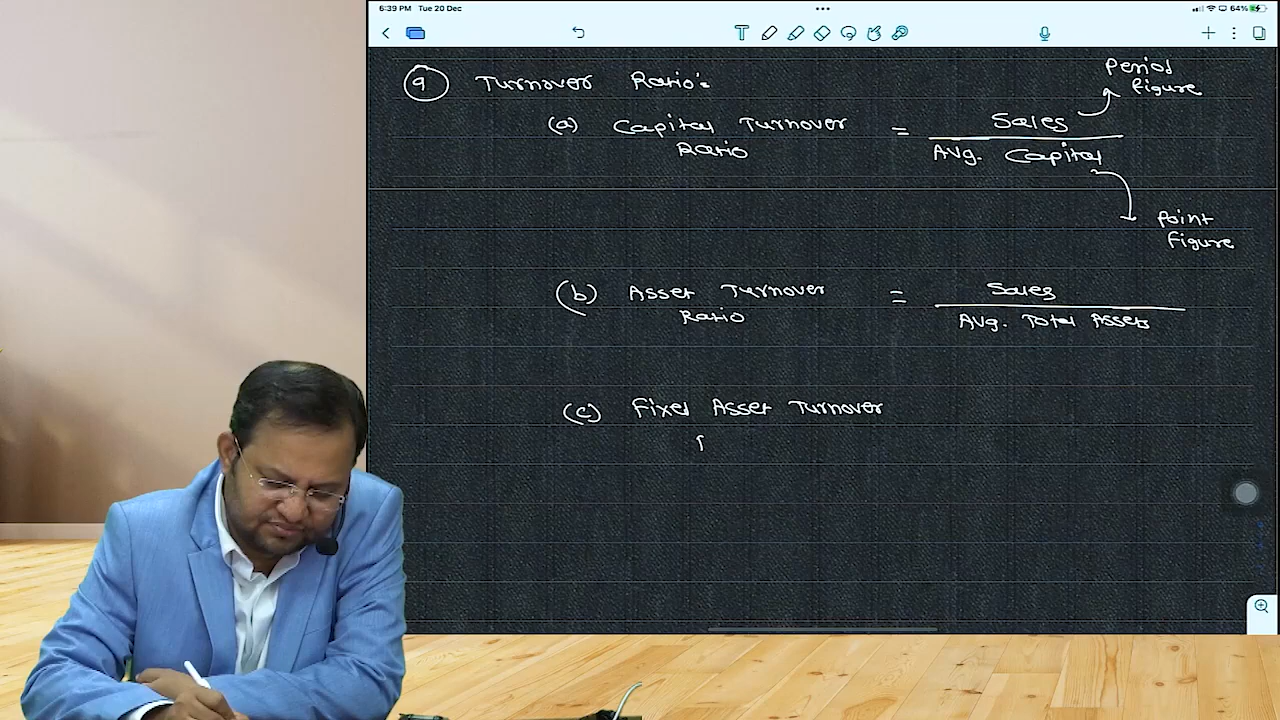 6:39 PM Tue 20 Dec
64%
9 Turnover Ratio's
Period
figure
(a) Capital Turnover = Sales
Ratio Avg. Capital
Point
figure
(b) Asset Turnover = Sales
Ratio Avg. Total Assets
(c) Fixed Asset Turnover